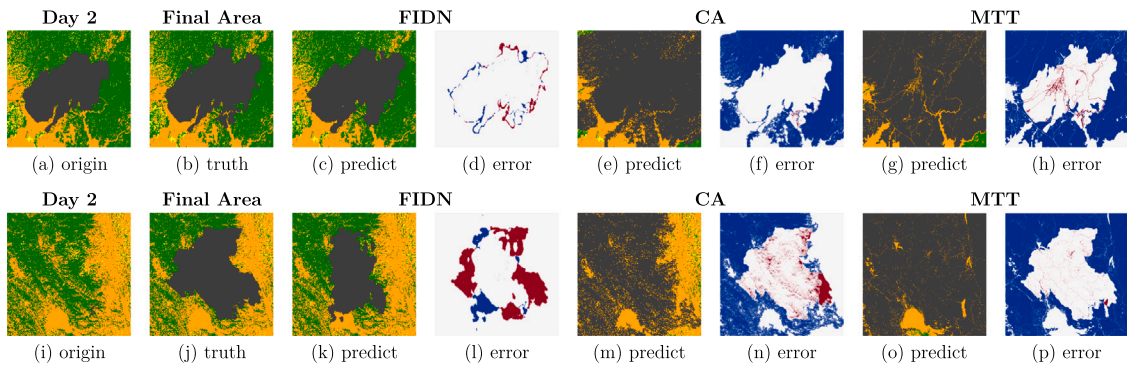 Day 2 Final Area FIDN CA MTT
(a) origin (b) truth (c) predict (d) error (e) predict (f) error (g) predict (h) error
Day 2 Final Area FIDN CA MTT
(i) origin (j) truth (k) predict (l) error (m) predict (n) error (o) predict (p) error